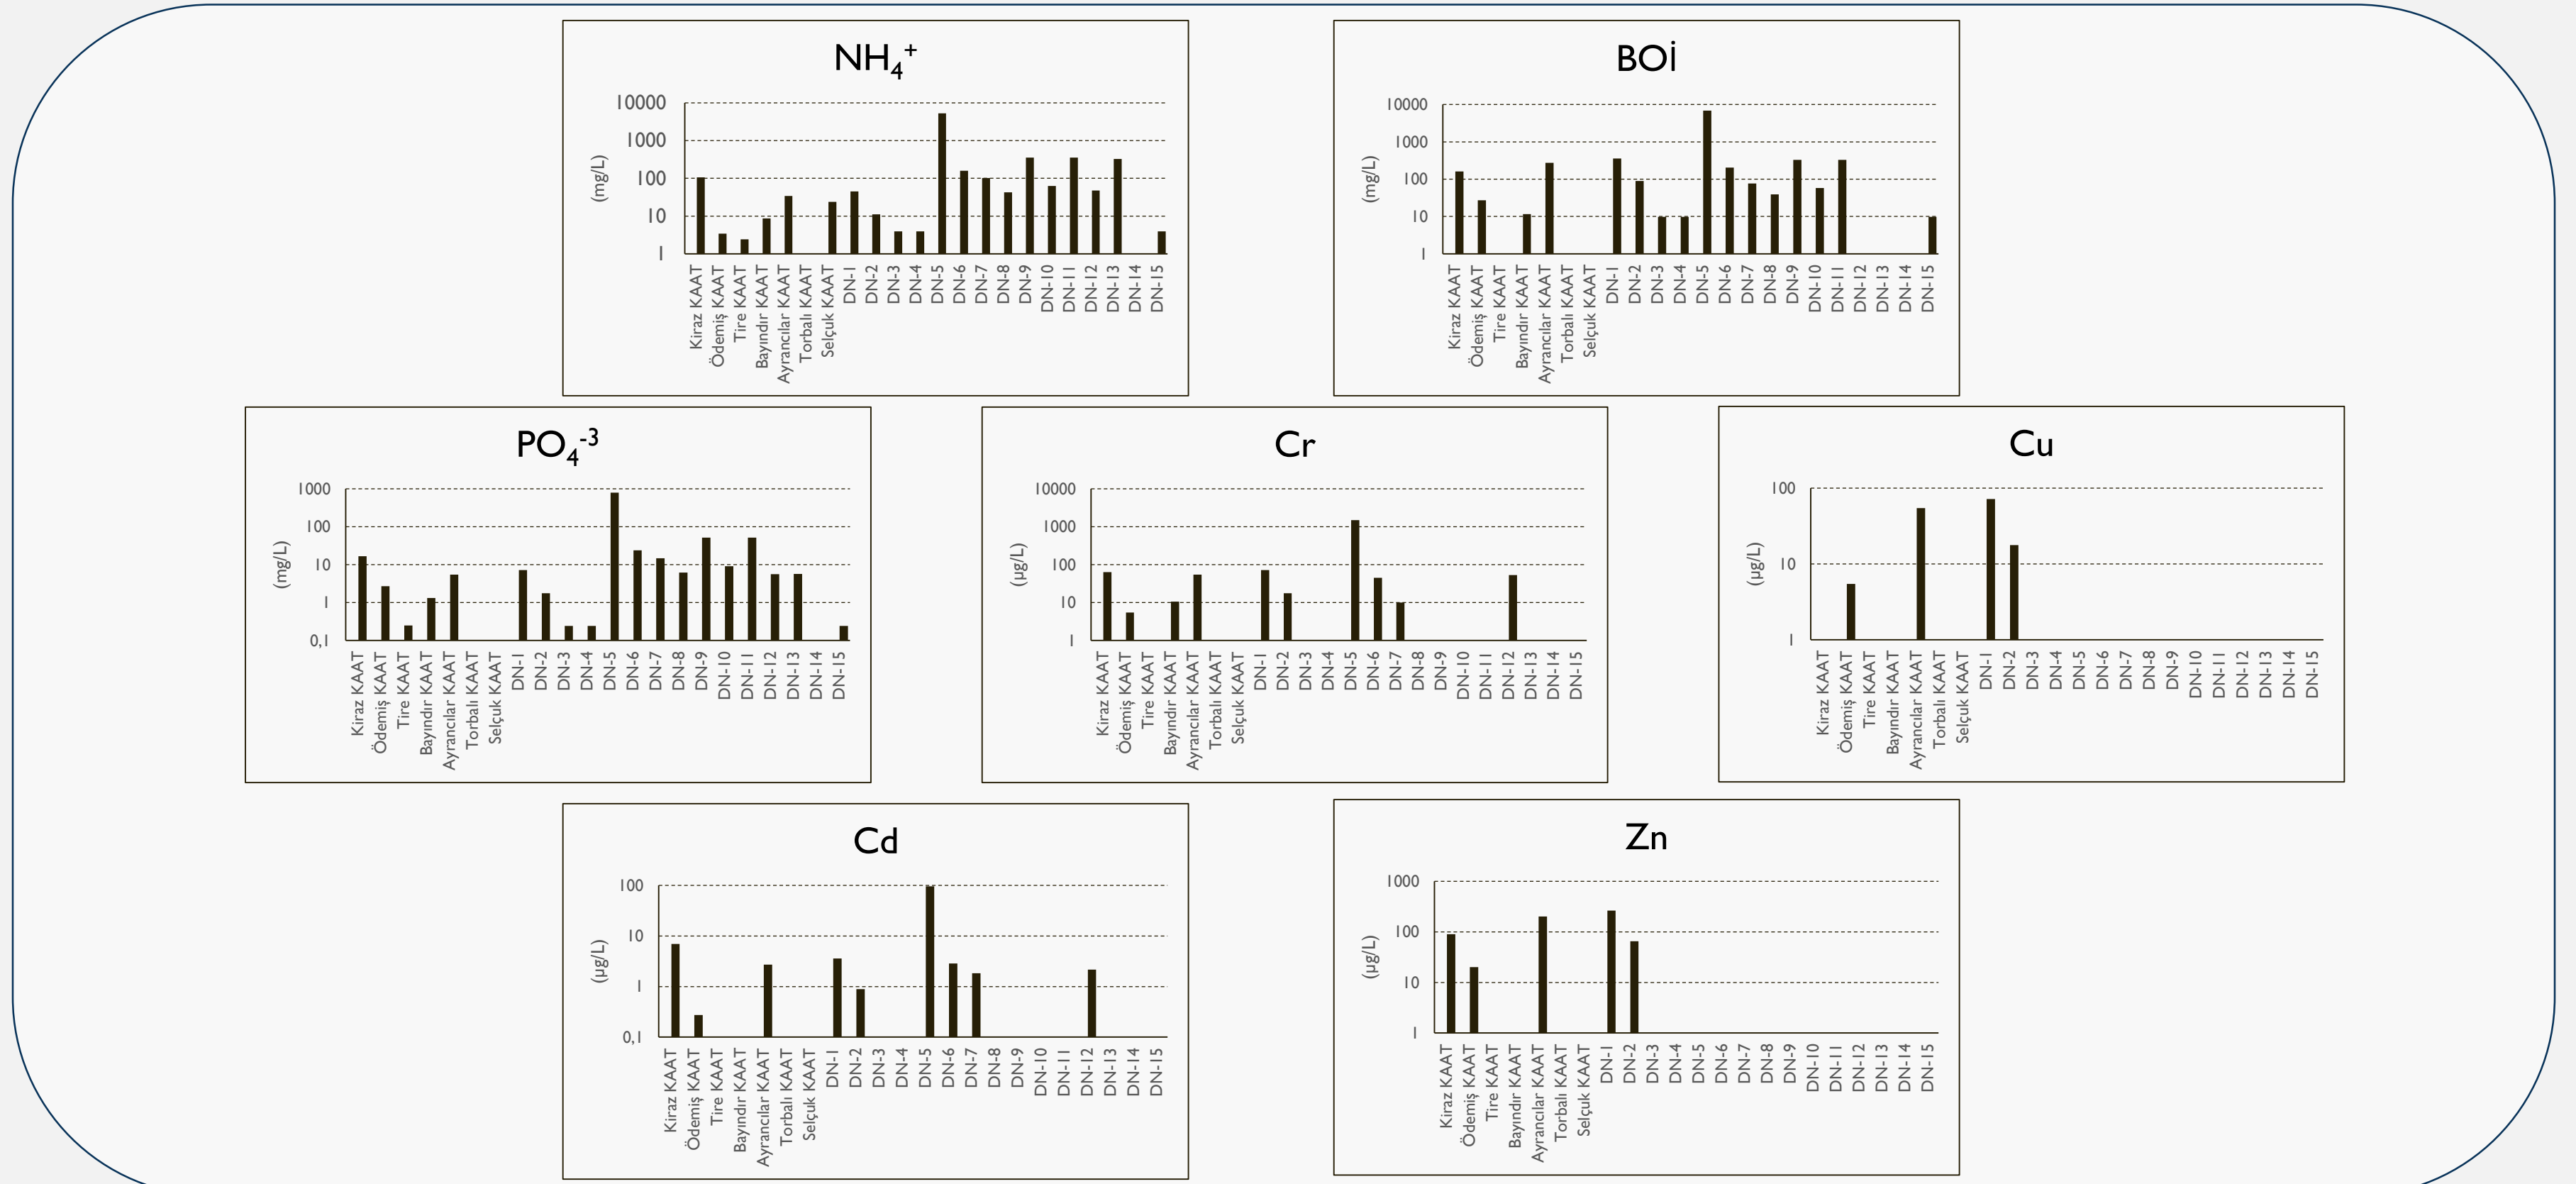 NH₄⁺
10000
1000
100
10
1
(mg/L)
Kiraz KAAT
Ödemiş KAAT
Tire KAAT
Bayındır KAAT
Ayrancılar KAAT
Torbalı KAAT
Selçuk KAAT
DN-1
DN-2
DN-3
DN-4
DN-5
DN-6
DN-7
DN-8
DN-9
DN-10
DN-11
DN-12
DN-13
DN-14
DN-15
BOİ
10000
1000
100
10
1
(mg/L)
Kiraz KAAT
Ödemiş KAAT
Tire KAAT
Bayındır KAAT
Ayrancılar KAAT
Torbalı KAAT
Selçuk KAAT
DN-1
DN-2
DN-3
DN-4
DN-5
DN-6
DN-7
DN-8
DN-9
DN-10
DN-11
DN-12
DN-13
DN-14
DN-15
PO₄⁻³
1000
100
10
1
0,1
(mg/L)
Kiraz KAAT
Ödemiş KAAT
Tire KAAT
Bayındır KAAT
Ayrancılar KAAT
Torbalı KAAT
Selçuk KAAT
DN-1
DN-2
DN-3
DN-4
DN-5
DN-6
DN-7
DN-8
DN-9
DN-10
DN-11
DN-12
DN-13
DN-14
DN-15
Cr
10000
1000
100
10
1
(µg/L)
Kiraz KAAT
Ödemiş KAAT
Tire KAAT
Bayındır KAAT
Ayrancılar KAAT
Torbalı KAAT
Selçuk KAAT
DN-1
DN-2
DN-3
DN-4
DN-5
DN-6
DN-7
DN-8
DN-9
DN-10
DN-11
DN-12
DN-13
DN-14
DN-15
Cu
100
10
1
(µg/L)
Kiraz KAAT
Ödemiş KAAT
Tire KAAT
Bayındır KAAT
Ayrancılar KAAT
Torbalı KAAT
Selçuk KAAT
DN-1
DN-2
DN-3
DN-4
DN-5
DN-6
DN-7
DN-8
DN-9
DN-10
DN-11
DN-12
DN-13
DN-14
DN-15
Cd
100
10
1
0,1
(µg/L)
Kiraz KAAT
Ödemiş KAAT
Tire KAAT
Bayındır KAAT
Ayrancılar KAAT
Torbalı KAAT
Selçuk KAAT
DN-1
DN-2
DN-3
DN-4
DN-5
DN-6
DN-7
DN-8
DN-9
DN-10
DN-11
DN-12
DN-13
DN-14
DN-15
Zn
1000
100
10
1
(µg/L)
Kiraz KAAT
Ödemiş KAAT
Tire KAAT
Bayındır KAAT
Ayrancılar KAAT
Torbalı KAAT
Selçuk KAAT
DN-1
DN-2
DN-3
DN-4
DN-5
DN-6
DN-7
DN-8
DN-9
DN-10
DN-11
DN-12
DN-13
DN-14
DN-15